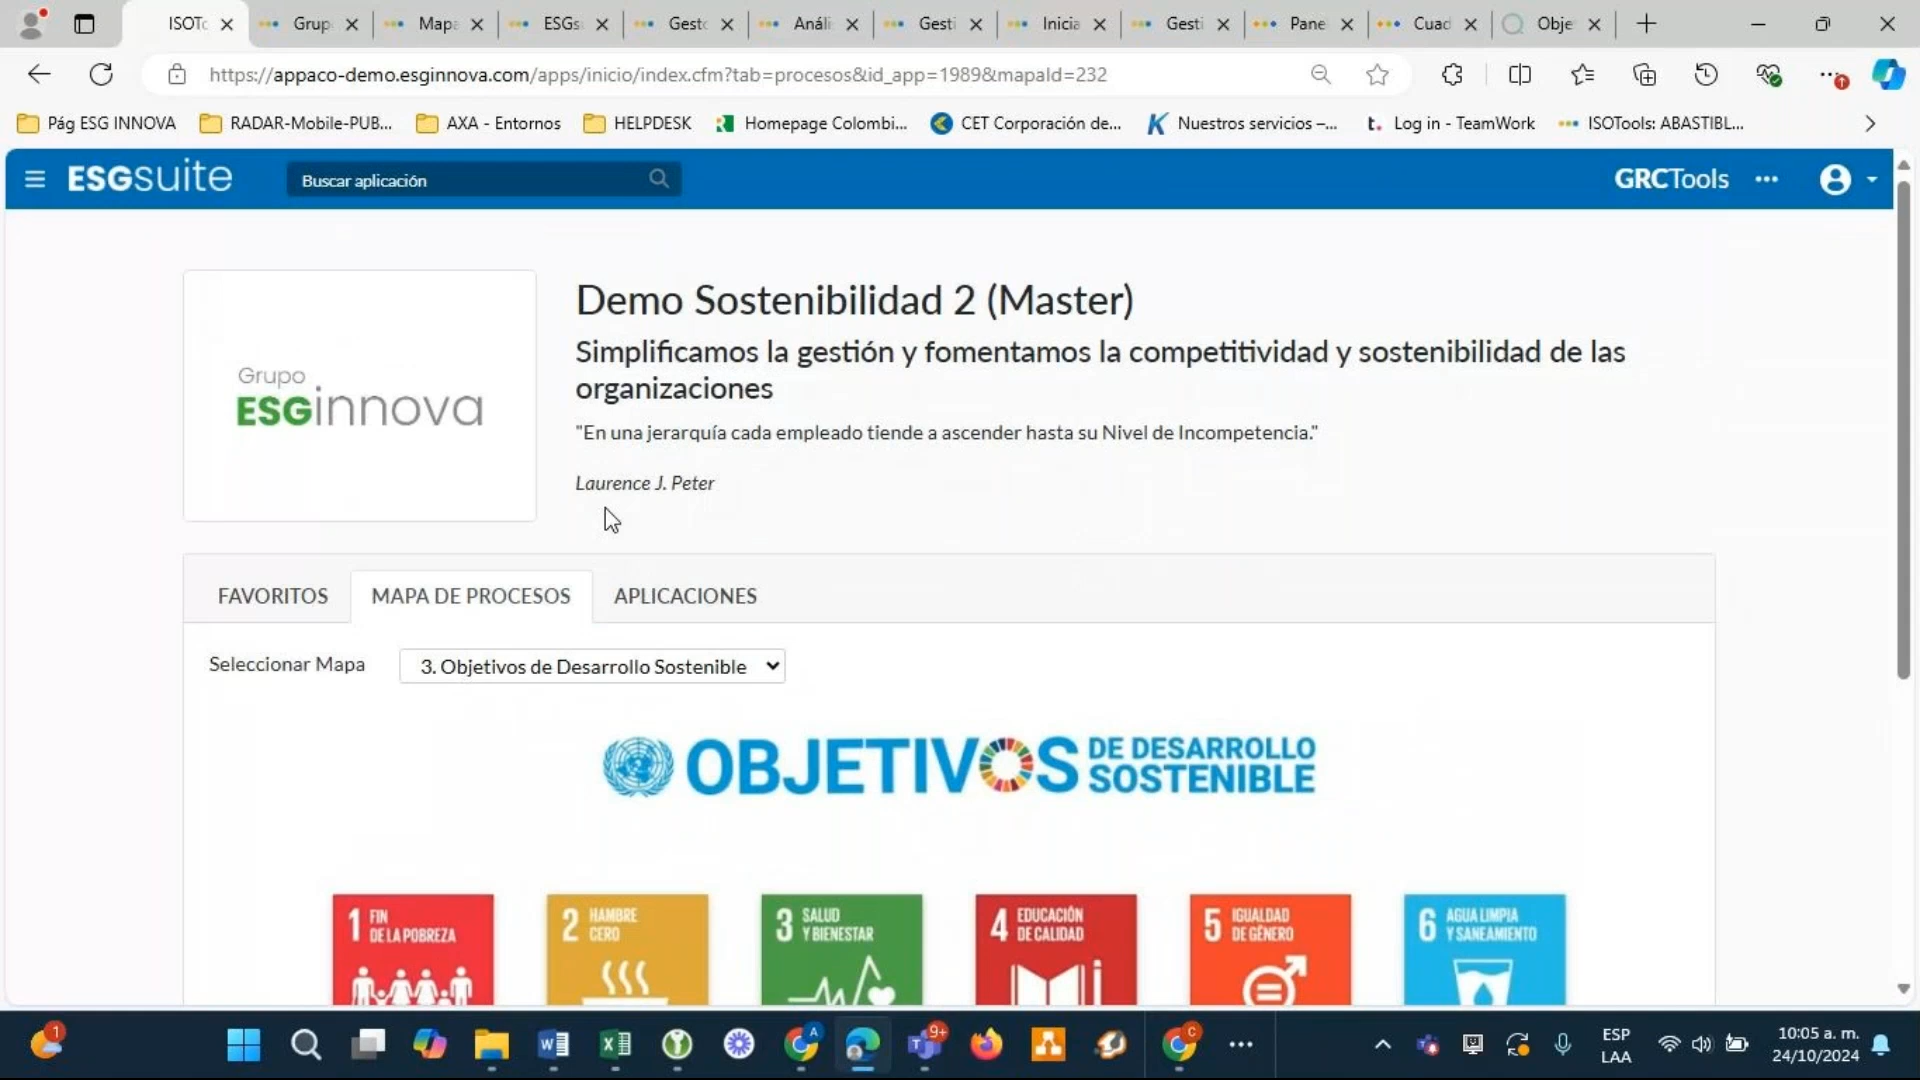 ISOTo
Grup
Mapa
ESGs
Gesto
Análi
Gesti
Inicia
Gesti
Pane
Cuad
Obje
https://appaco-demo.esginnova.com/apps/inicio/index.cfm?tab=procesos&id_app=1989&mapaId=232
Pág ESG INNOVA
RADAR-Mobile-PUB...
AXA - Entornos
HELPDESK
Homepage Colombi...
CET Corporación de...
Nuestros servicios –...
Log in - TeamWork
ISOTools: ABASTIBL...
ESGsuite
Buscar aplicación
GRCTools
Grupo
ESGinnova
Demo Sostenibilidad 2 (Master)
Simplificamos la gestión y fomentamos la competitividad y sostenibilidad de las
organizaciones
"En una jerarquía cada empleado tiende a ascender hasta su Nivel de Incompetencia."
Laurence J. Peter
FAVORITOS
MAPA DE PROCESOS
APLICACIONES
Seleccionar Mapa
3. Objetivos de Desarrollo Sostenible
OBJETIVOS DE DESARROLLO
SOSTENIBLE
1 FIN
DE LA POBREZA
2 HAMBRE
CERO
3 SALUD
Y BIENESTAR
4 EDUCACIÓN
DE CALIDAD
5 IGUALDAD
DE GÉNERO
6 AGUA LIMPIA
Y SANEAMIENTO
1
A
9+
C
ESP
LAA
10:05 a. m.
24/10/2024